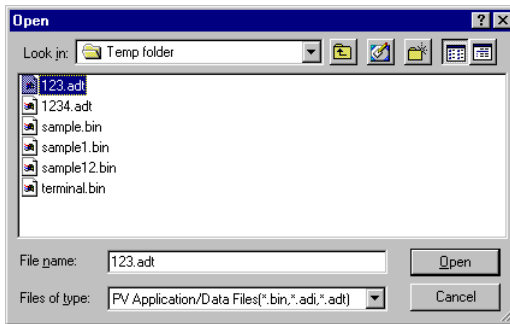 Open
Look in: Temp folder
123.adt
1234.adt
sample.bin
sample1.bin
sample12.bin
terminal.bin
File name: 123.adt Open
Files of type: PV Application/Data Files(*.bin,*.adi,*.adt) Cancel